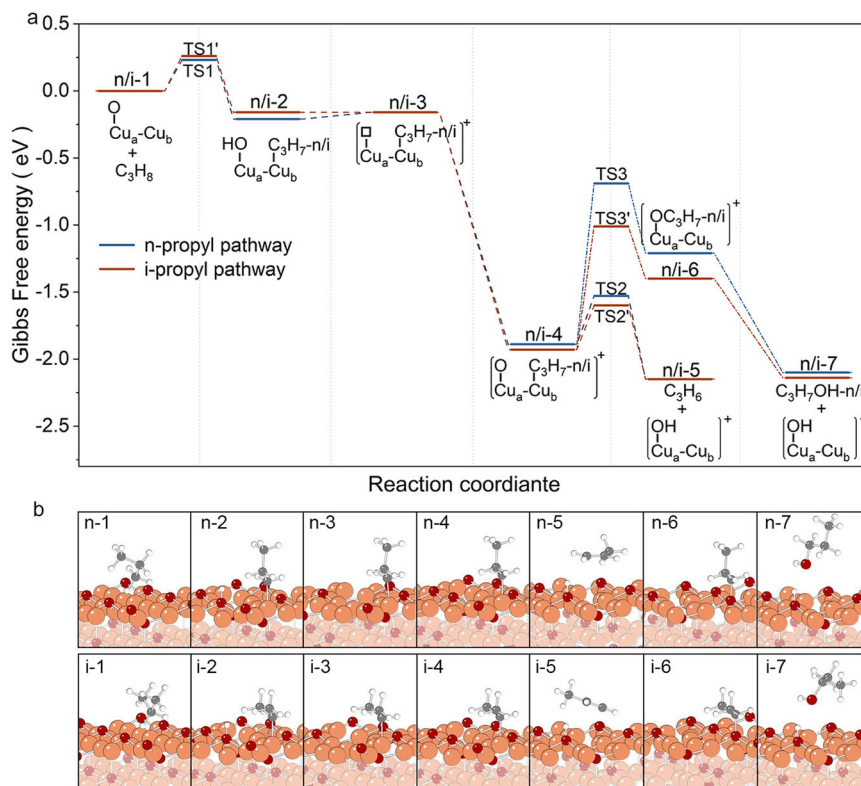 a
0.5
0.0
-0.5
-1.0
-1.5
-2.0
-2.5
Gibbs Free energy ( eV )
n/i-1
O
Cua-Cub
+
C3H8
TS1'
TS1
n/i-2
HO C3H7-n/i
Cua-Cub
n/i-3
C3H7-n/i +
Cua-Cub
n-propyl pathway
i-propyl pathway
n/i-4
O C3H7-n/i +
Cua-Cub
TS3
TS3'
TS2
TS2'
OC3H7-n/i +
Cua-Cub
n/i-6
n/i-5
C3H6
+
OH +
Cua-Cub
n/i-7
C3H7OH-n/i
+
OH
Cua-Cub
Reaction coordiante
b
n-1 n-2 n-3 n-4 n-5 n-6 n-7
i-1 i-2 i-3 i-4 i-5 i-6 i-7